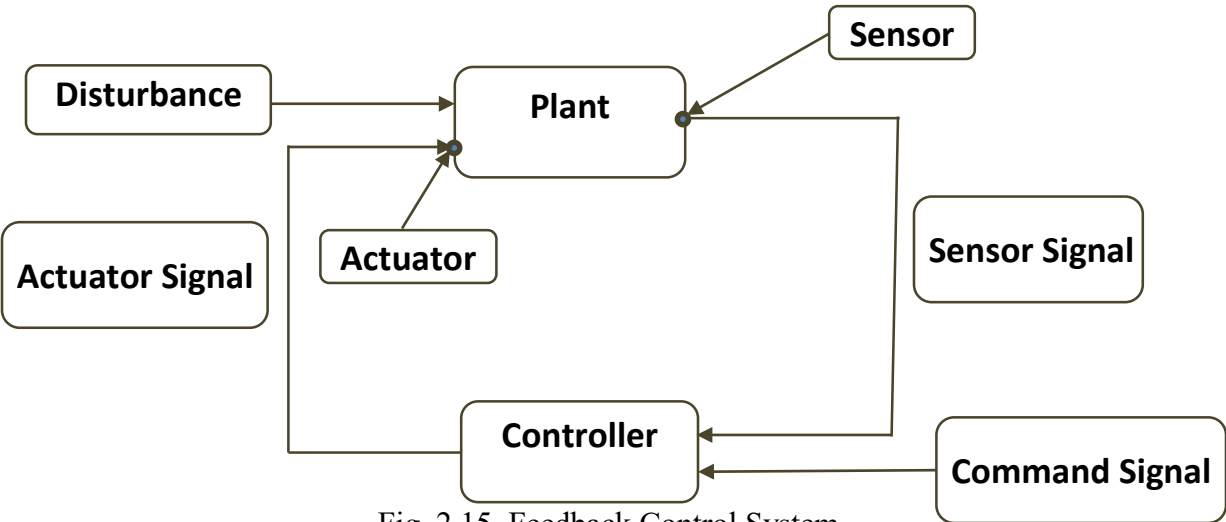 Sensor
Disturbance
Plant
Actuator
Actuator Signal
Sensor Signal
Controller
Command Signal
Fig. 2.15 Feedback Control System